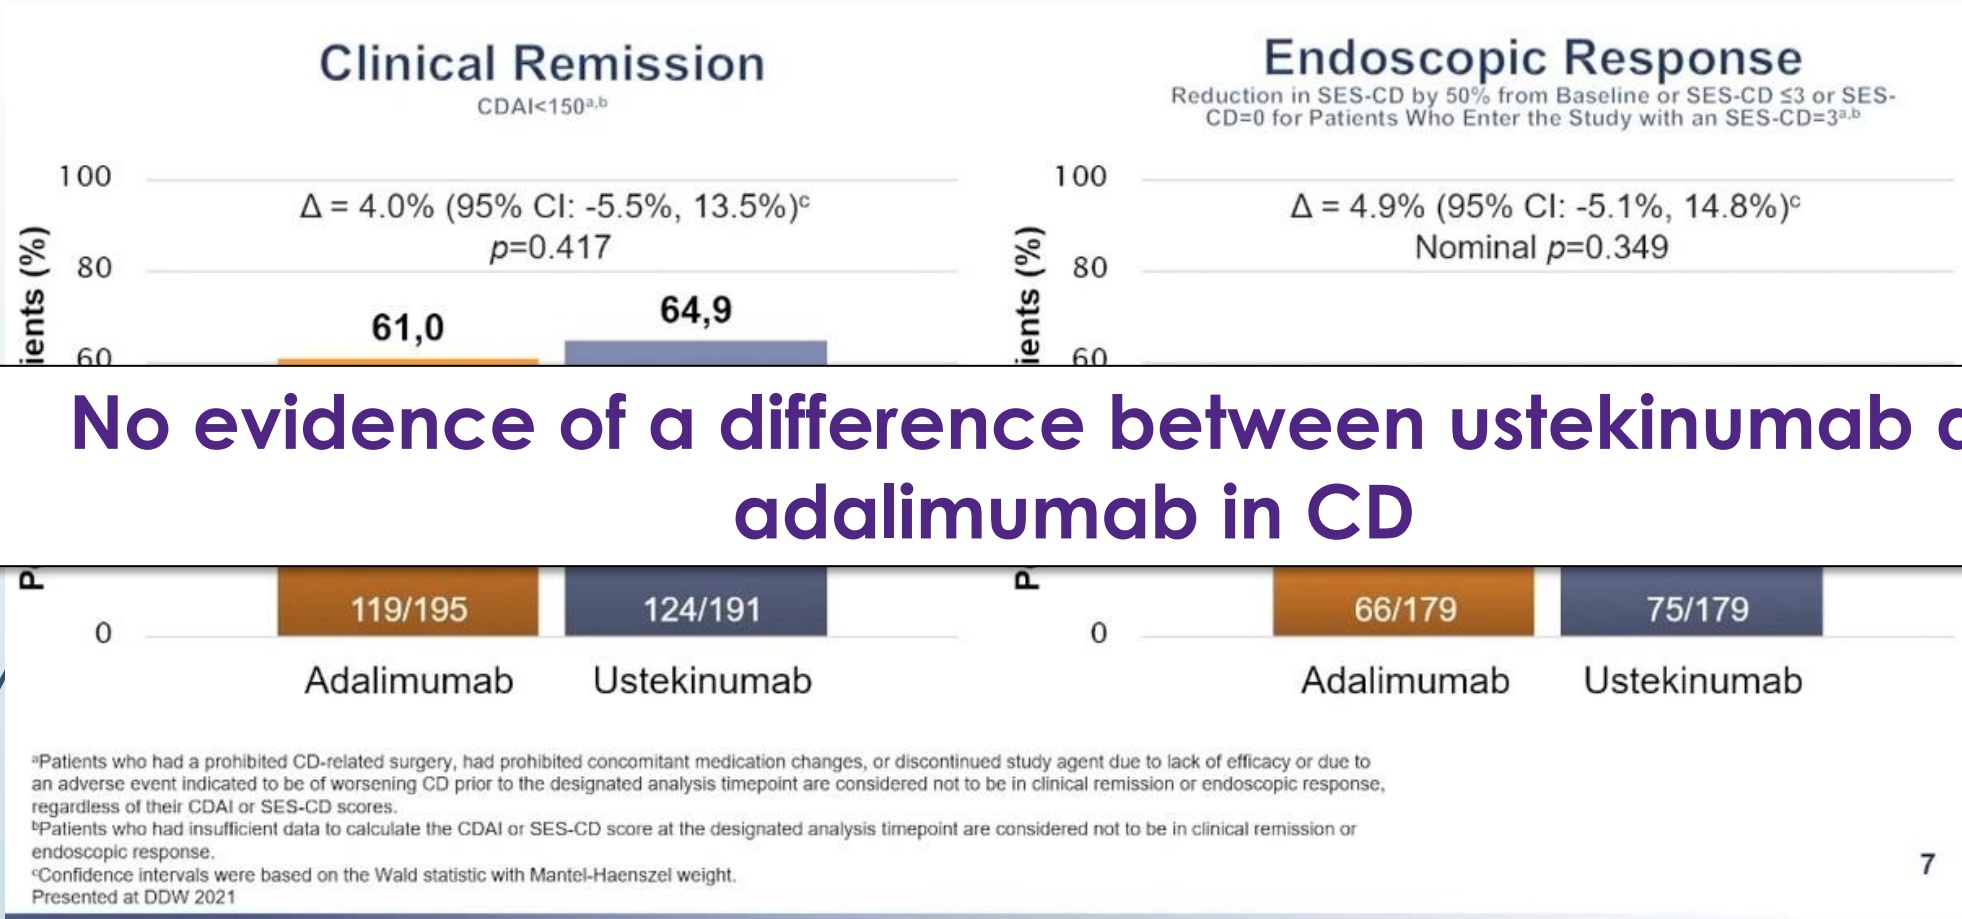 Clinical Remission
CDAI<150a,b
100
Δ = 4.0% (95% CI: -5.5%, 13.5%)c
p=0.417
80
61,0
64,9
60
0
119/195
124/191
Adalimumab
Ustekinumab
Endoscopic Response
Reduction in SES-CD by 50% from Baseline or SES-CD ≤3 or SES-
CD=0 for Patients Who Enter the Study with an SES-CD=3a,b
100
Δ = 4.9% (95% CI: -5.1%, 14.8%)c
Nominal p=0.349
80
60
0
66/179
75/179
Adalimumab
Ustekinumab
No evidence of a difference between ustekinumab
adalimumab in CD
aPatients who had a prohibited CD-related surgery, had prohibited concomitant medication changes, or discontinued study agent due to lack of efficacy or due to
an adverse event indicated to be of worsening CD prior to the designated analysis timepoint are considered not to be in clinical remission or endoscopic response,
regardless of their CDAI or SES-CD scores.
bPatients who had insufficient data to calculate the CDAI or SES-CD score at the designated analysis timepoint are considered not to be in clinical remission or
endoscopic response.
cConfidence intervals were based on the Wald statistic with Mantel-Haenszel weight.
Presented at DDW 2021
7